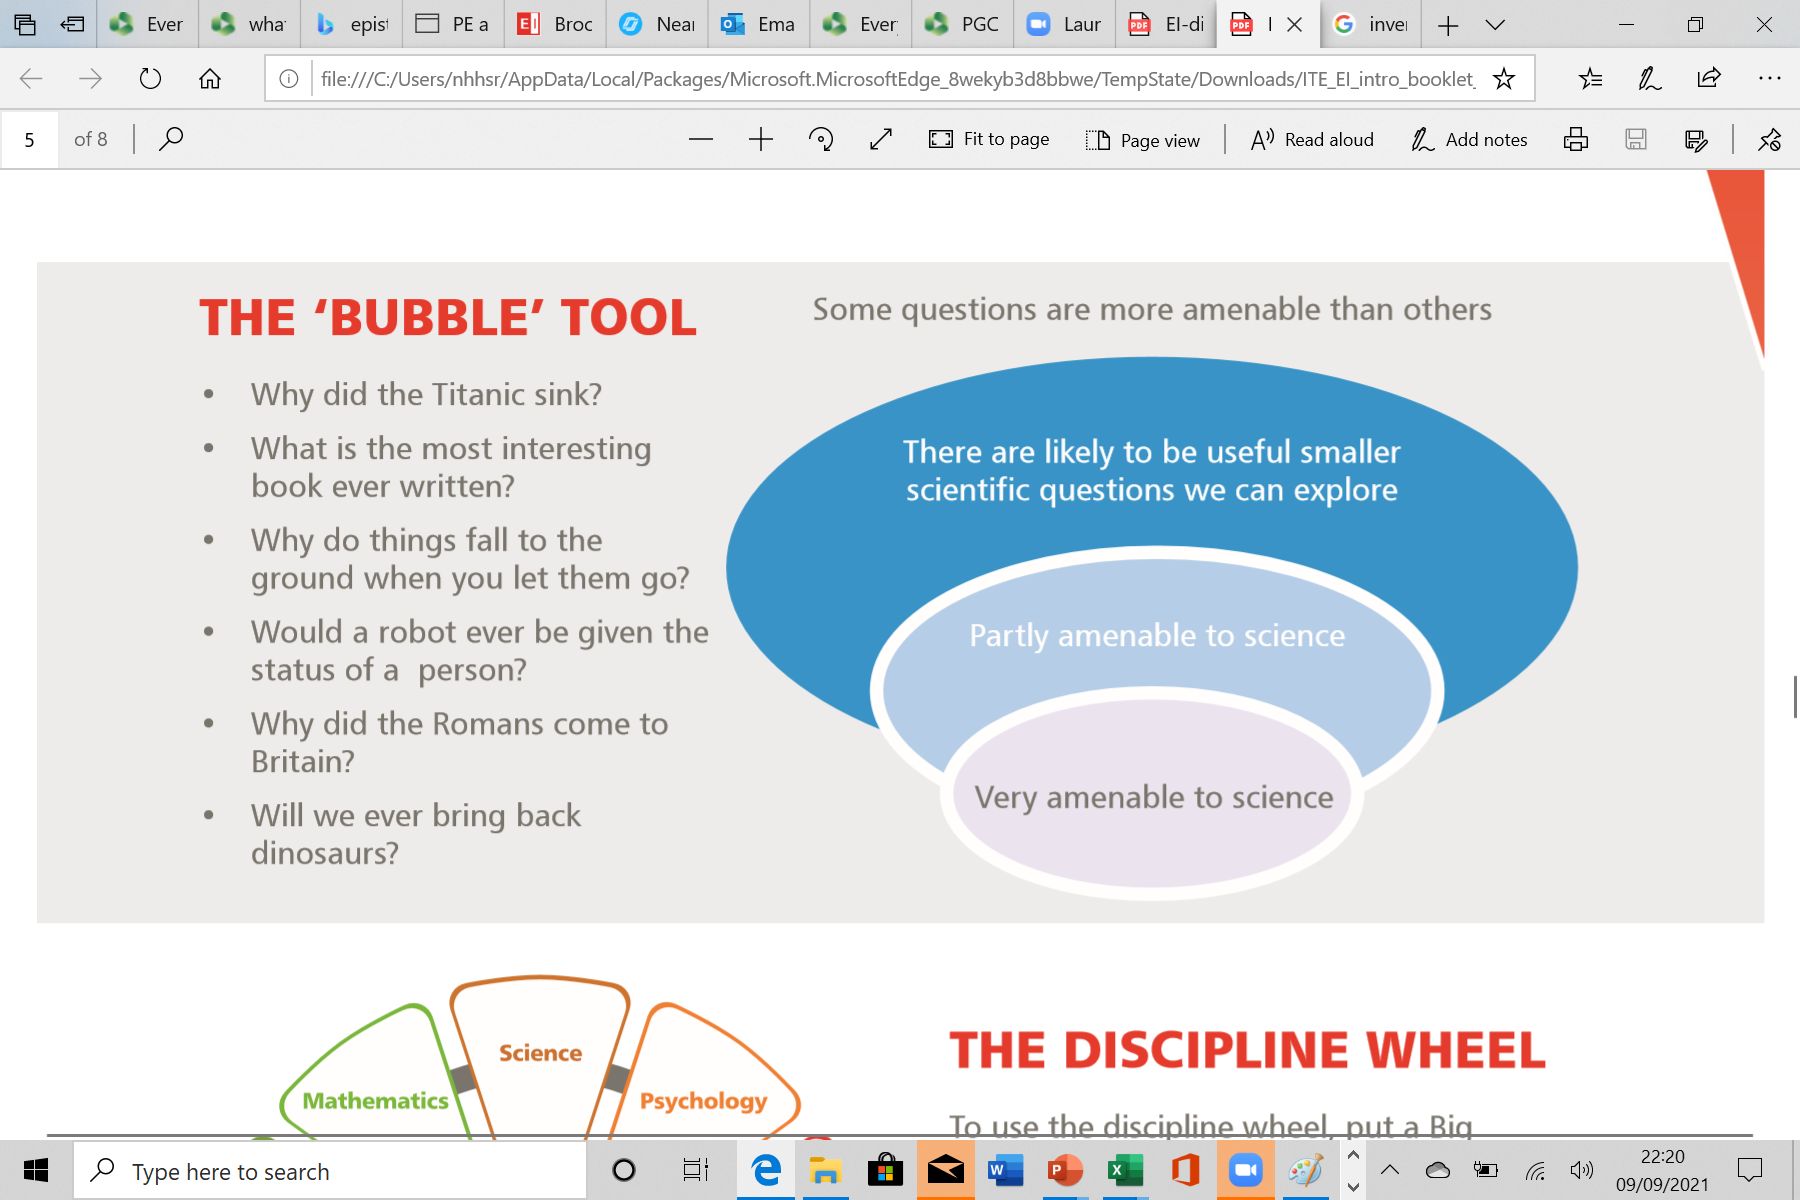 Ever
wha
epist
PE a
Broc
Near
Ema
Every
PGC
Laur
EI-di
I
inver
file:///C:/Users/nhhsr/AppData/Local/Packages/Microsoft.MicrosoftEdge_8wekyb3d8bbwe/TempState/Downloads/ITE_EI_intro_booklet_
5 of 8
Fit to page
Page view
Read aloud
Add notes
THE ‘BUBBLE’ TOOL
• Why did the Titanic sink?
• What is the most interesting
book ever written?
• Why do things fall to the
ground when you let them go?
• Would a robot ever be given the
status of a person?
• Why did the Romans come to
Britain?
• Will we ever bring back
dinosaurs?
Some questions are more amenable than others
There are likely to be useful smaller
scientific questions we can explore
Partly amenable to science
Very amenable to science
Mathematics
Science
Psychology
THE DISCIPLINE WHEEL
To use the discipline wheel, put a Big
Type here to search
22:20
09/09/2021